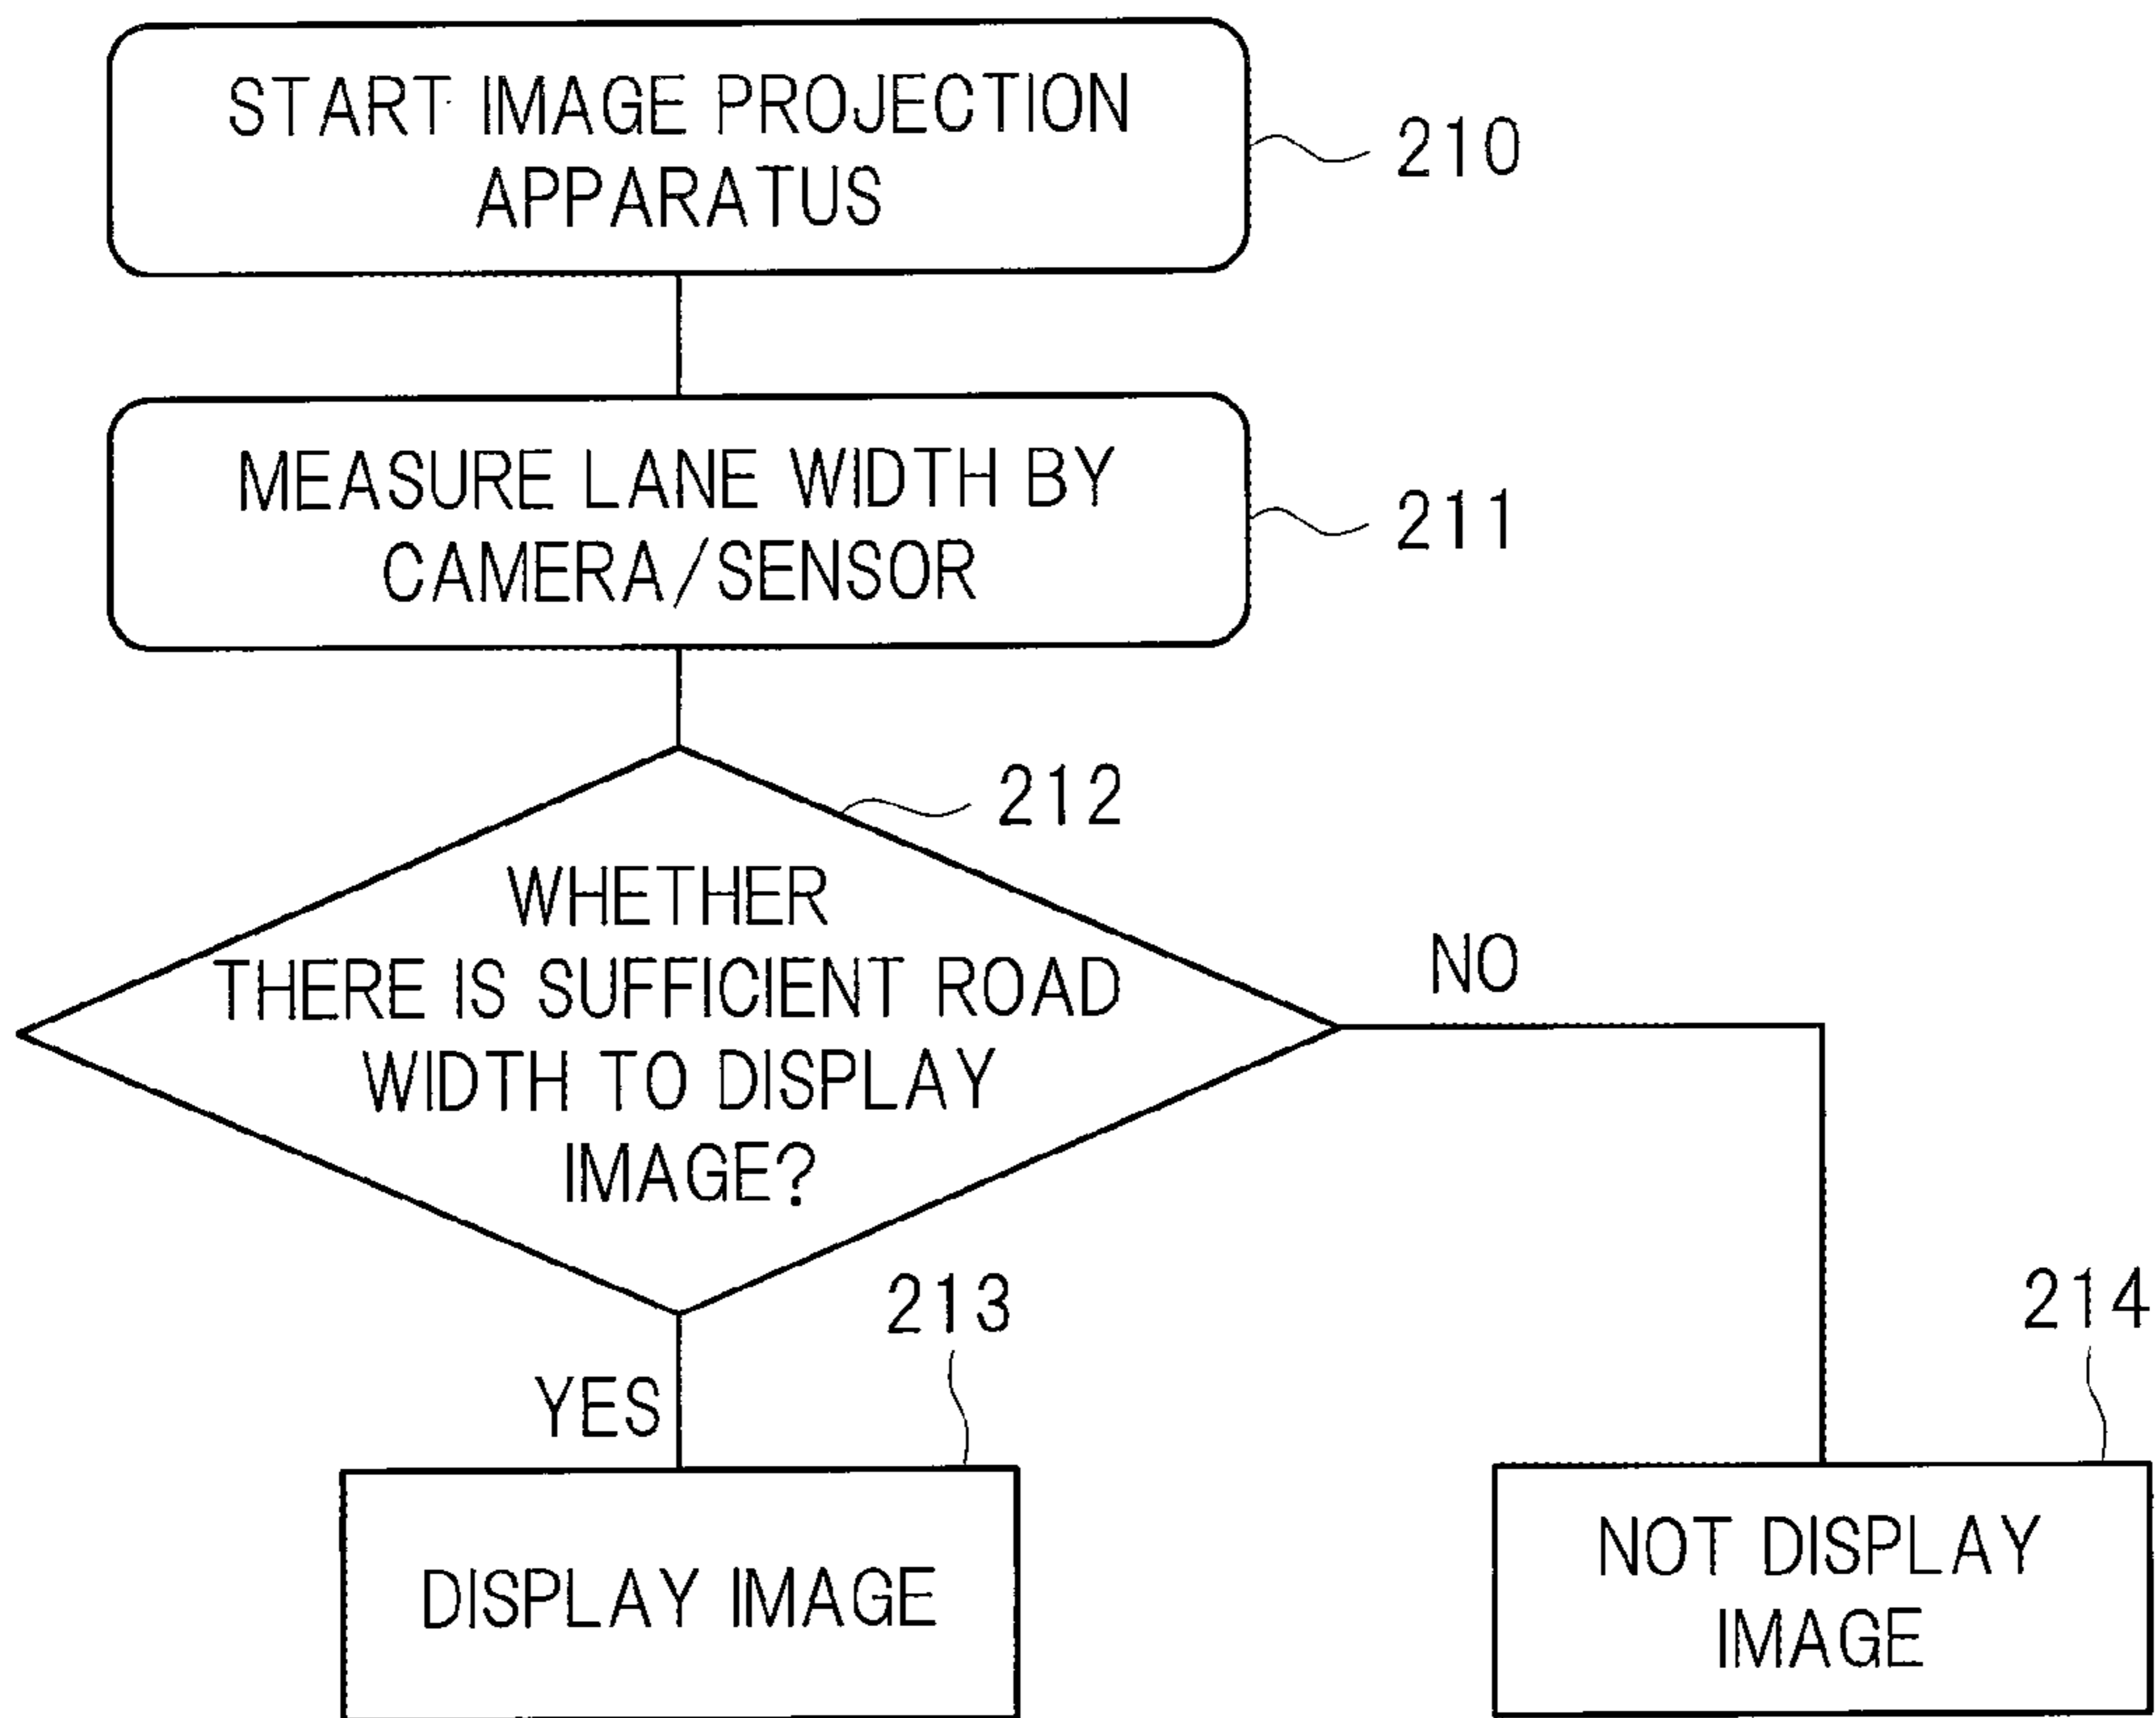 START IMAGE PROJECTION
APPARATUS
210
MEASURE LANE WIDTH BY
CAMERA/SENSOR
211
212
WHETHER
THERE IS SUFFICIENT ROAD
WIDTH TO DISPLAY
IMAGE?
NO
YES
213
DISPLAY IMAGE
214
NOT DISPLAY
IMAGE